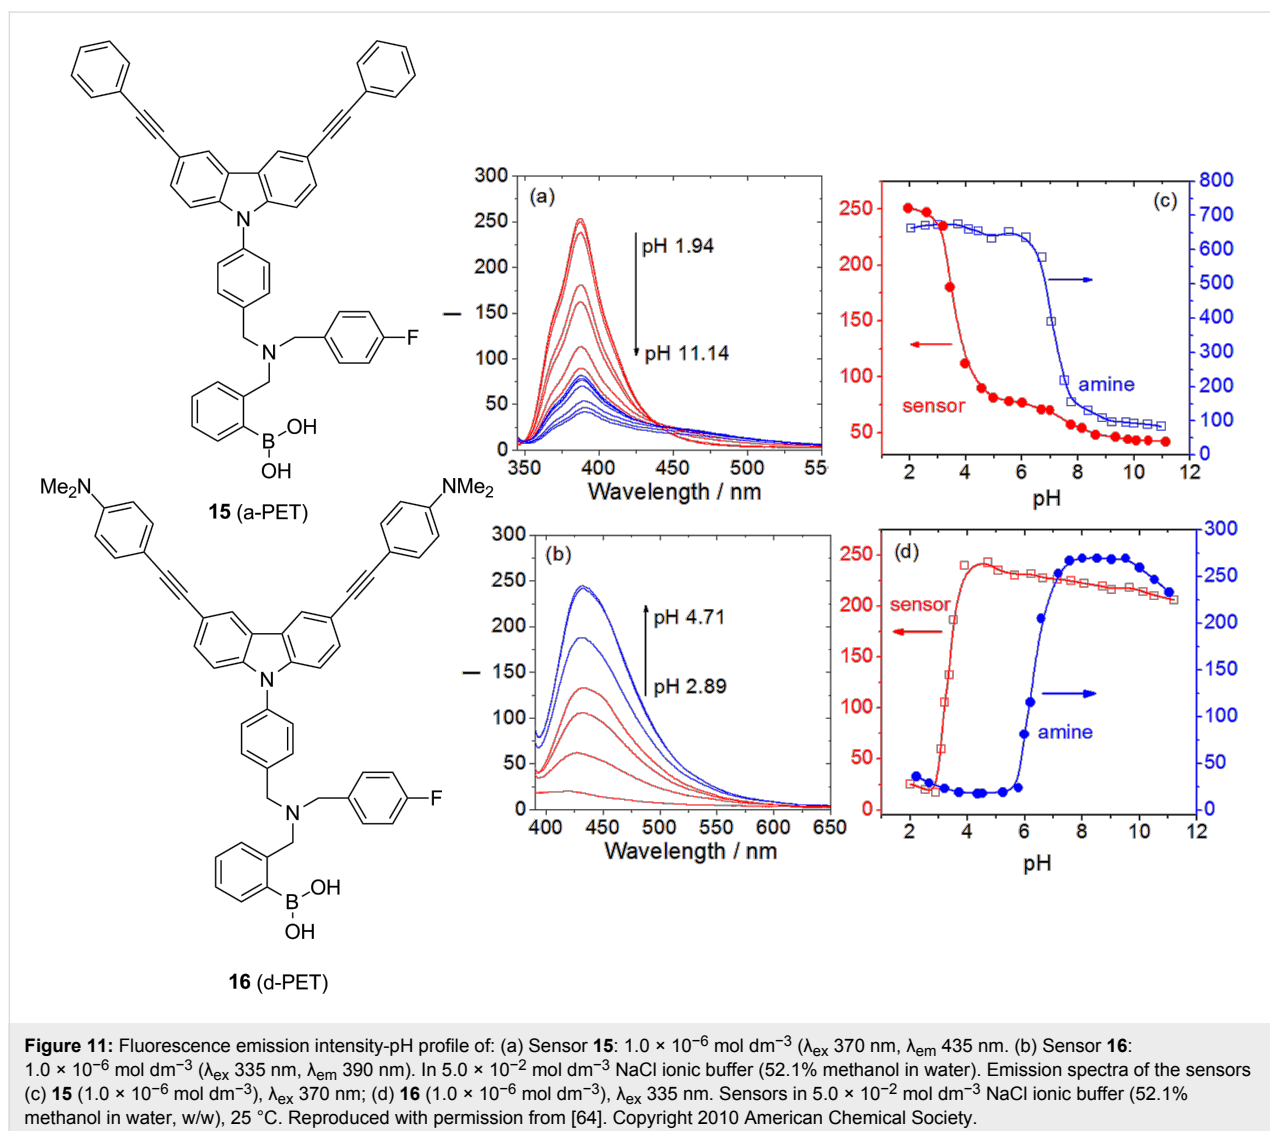 N
N
F
B
OH
OH
15 (a-PET)
Me2N
NMe2
N
N
F
B
OH
OH
16 (d-PET)
(a)
pH 1.94
pH 11.14
I
300
250
200
150
100
50
0
350 400 450 500 55
Wavelength / nm
(c)
250
200
150
100
50
800
700
600
500
400
300
200
100
0
sensor
amine
2 4 6 8 10 12
pH
(b)
pH 4.71
pH 2.89
I
300
250
200
150
100
50
0
400 450 500 550 600 650
Wavelength / nm
(d)
250
200
150
100
50
0
300
250
200
150
100
50
0
sensor
amine
2 4 6 8 10 12
pH
Figure 11: Fluorescence emission intensity-pH profile of: (a) Sensor 15: 1.0 × 10⁻⁶ mol dm⁻³ (λex 370 nm, λem 435 nm. (b) Sensor 16:
1.0 × 10⁻⁶ mol dm⁻³ (λex 335 nm, λem 390 nm). In 5.0 × 10⁻² mol dm⁻³ NaCl ionic buffer (52.1% methanol in water). Emission spectra of the sensors
(c) 15 (1.0 × 10⁻⁶ mol dm⁻³), λex 370 nm; (d) 16 (1.0 × 10⁻⁶ mol dm⁻³), λex 335 nm. Sensors in 5.0 × 10⁻² mol dm⁻³ NaCl ionic buffer (52.1%
methanol in water, w/w), 25 °C. Reproduced with permission from [64]. Copyright 2010 American Chemical Society.